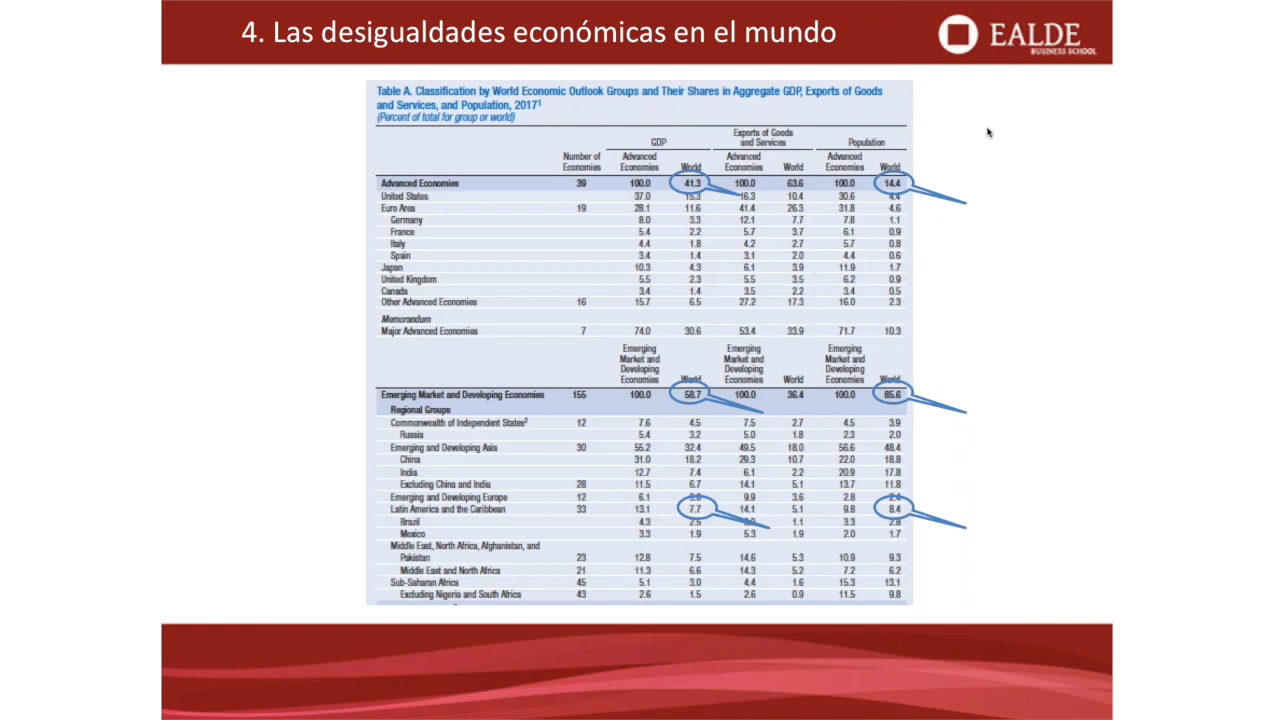 4. Las desigualdades económicas en el mundo
EALDE
BUSINESS SCHOOL
Table A. Classification by World Economic Outlook Groups and Their Shares in Aggregate GDP, Exports of Goods
and Services, and Population, 2017¹
(Percent of total for group or world)
GDP Exports of Goods and Services Population
Number of Economies Advanced Economies World Advanced Economies World Advanced Economies World
Advanced Economies 39 100.0 41.3 100.0 63.6 100.0 14.4
United States 37.0 15.3 16.3 10.4 30.6 4.4
Euro Area 19 28.1 11.6 41.4 26.3 31.8 4.6
Germany 8.0 3.3 12.1 7.7 7.8 1.1
France 5.4 2.2 5.7 3.7 6.1 0.9
Italy 4.4 1.8 4.2 2.7 5.7 0.8
Spain 3.4 1.4 3.1 2.0 4.4 0.6
Japan 10.3 4.3 6.1 3.9 11.9 1.7
United Kingdom 5.5 2.3 5.5 3.5 6.2 0.9
Canada 3.4 1.4 3.5 2.2 3.4 0.5
Other Advanced Economies 16 15.7 6.5 27.2 17.3 16.0 2.3
Memorandum
Major Advanced Economies 7 74.0 30.6 53.4 33.9 71.7 10.3
Emerging Market and Developing Economies World Emerging Market and Developing Economies World Emerging Market and Developing Economies World
Emerging Market and Developing Economies 155 100.0 58.7 100.0 36.4 100.0 85.6
Regional Groups
Commonwealth of Independent States² 12 7.6 4.5 7.5 2.7 4.5 3.9
Russia 5.4 3.2 5.0 1.8 2.3 2.0
Emerging and Developing Asia 30 55.2 32.4 49.5 18.0 56.6 48.4
China 31.0 18.2 29.3 10.7 22.0 18.8
India 12.7 7.4 6.1 2.2 20.9 17.8
Excluding China and India 28 11.5 6.7 14.1 5.1 13.7 11.8
Emerging and Developing Europe 12 6.1 9.9 3.6 2.8 2.4
Latin America and the Caribbean 33 13.1 7.7 14.1 5.1 9.8 8.4
Brazil 4.3 2.5 1.1 3.3 2.8
Mexico 3.3 1.9 5.3 1.9 2.0 1.7
Middle East, North Africa, Afghanistan, and
Pakistan 23 12.8 7.5 14.6 5.3 10.9 9.3
Middle East and North Africa 21 11.3 6.6 14.3 5.2 7.2 6.2
Sub-Saharan Africa 45 5.1 3.0 4.4 1.6 15.3 13.1
Excluding Nigeria and South Africa 43 2.6 1.5 2.6 0.9 11.5 9.8